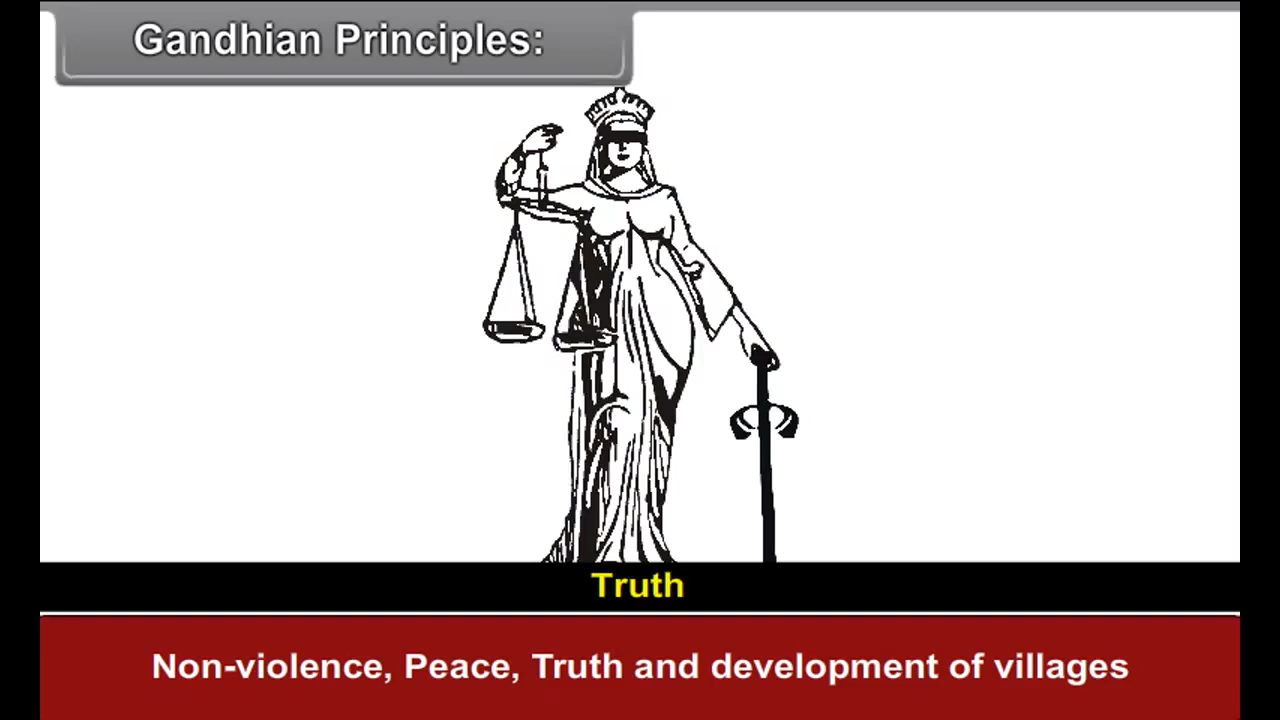 Gandhian Principles:
Truth
Non-violence, Peace, Truth and development of villages